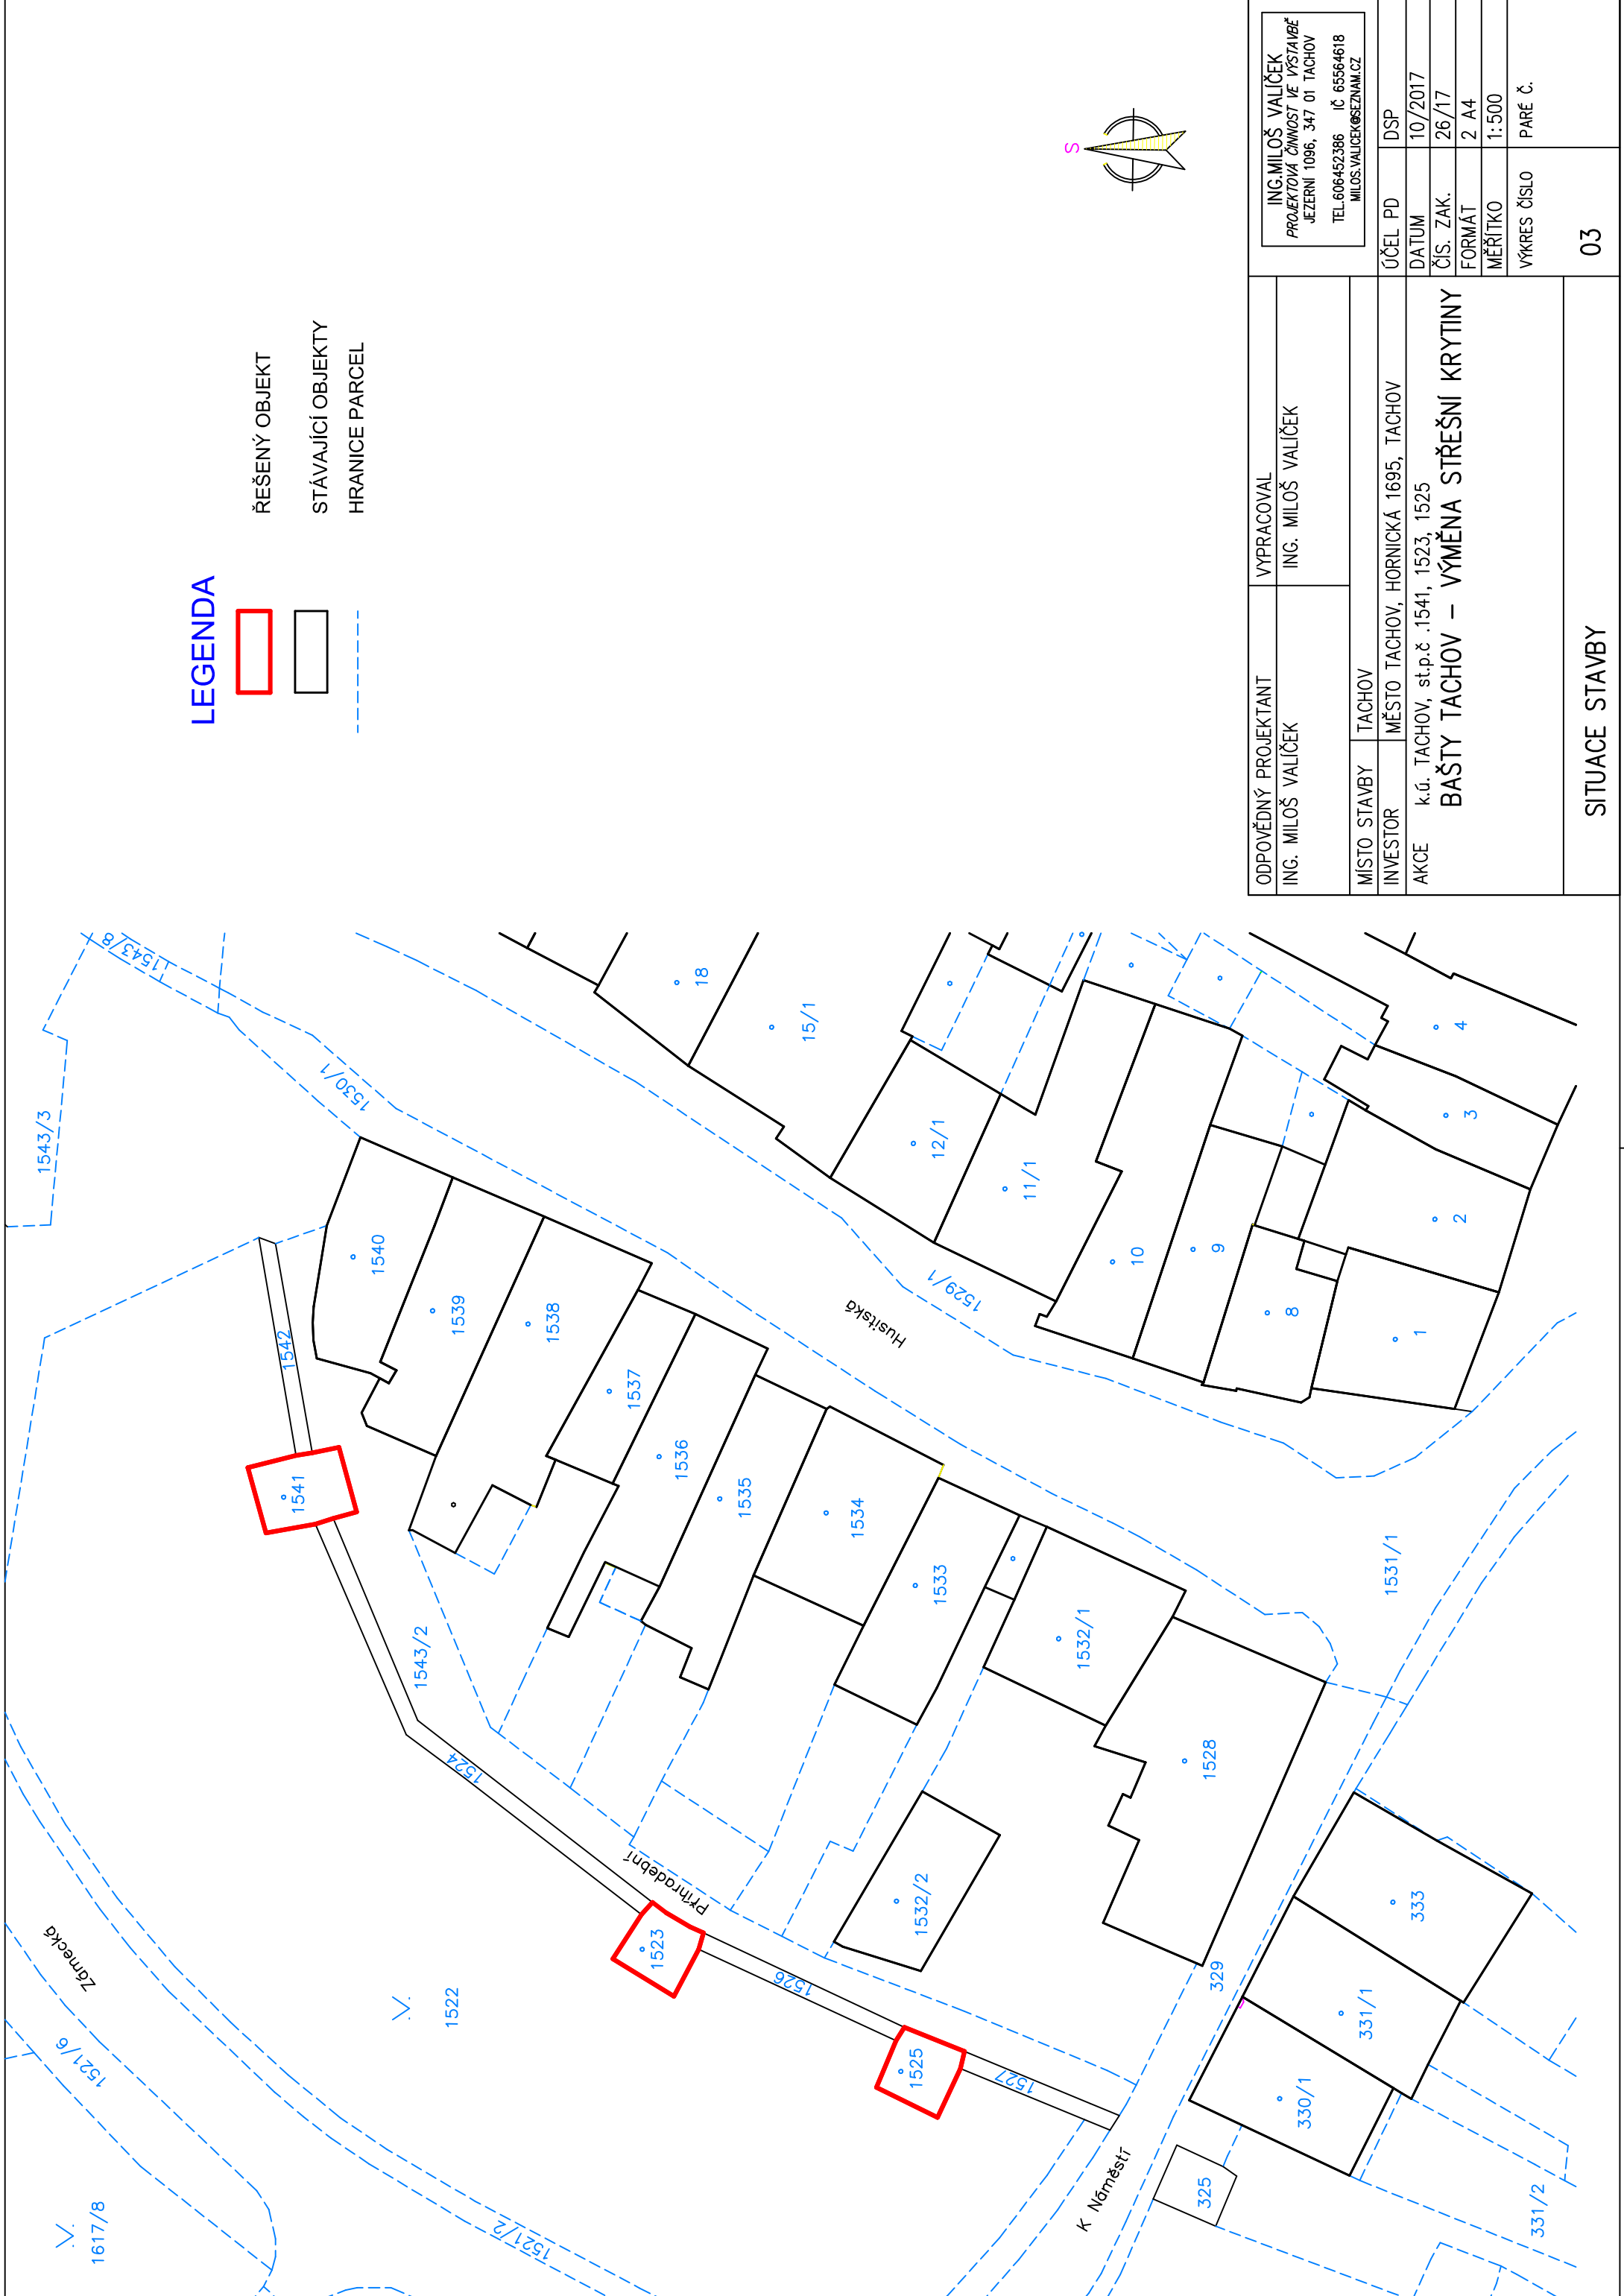 LEGENDA
ŘEŠENÝ OBJEKT
STÁVAJÍCÍ OBJEKTY
HRANICE PARCEL
S
1617/8
1521/6
Zámecká
1521/2
1522
1543/3
1543/8
1530/1
1542
1541
1540
1539
1538
1537
1536
1535
1534
1533
1543/2
1524
Příhradební
1523
1526
1525
1527
1532/2
1532/1
1528
1531/1
Husitská
1529/1
18
15/1
12/1
11/1
10
9
8
1
2
3
4
329
333
331/1
330/1
325
331/2
K Náměstí
ODPOVĚDNÝ PROJEKTANT
VYPRACOVAL
ING. MILOŠ VALÍČEK
ING. MILOŠ VALÍČEK
ING.MILOŠ VALÍČEK
PROJEKTOVÁ ČINNOST VE VÝSTAVBĚ
JEZERNÍ 1096, 347 01 TACHOV
TEL.606452386 IČ 65564618
MILOS.VALICEK@SEZNAM.CZ
MÍSTO STAVBY TACHOV
INVESTOR MĚSTO TACHOV, HORNICKÁ 1695, TACHOV
AKCE k.ú. TACHOV, st.p.č .1541, 1523, 1525
BAŠTY TACHOV – VÝMĚNA STŘEŠNÍ KRYTINY
ÚČEL PD DSP
DATUM 10/2017
ČÍS. ZAK. 26/17
FORMÁT 2 A4
MĚŘÍTKO 1:500
VÝKRES ČÍSLO PARÉ Č.
SITUACE STAVBY
03